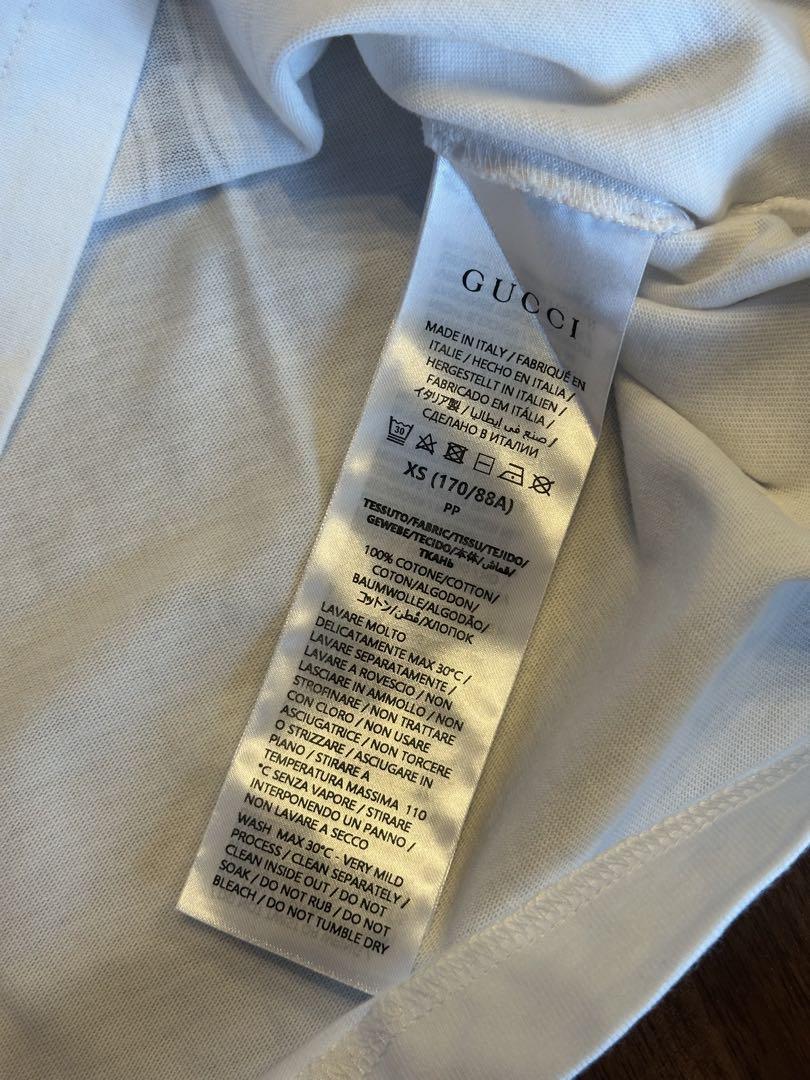 GUCCI
MADE IN ITALY / FABRIQUÉ EN
ITALIE / HECHO EN ITALIA /
HERGESTELLT IN ITALIEN /
FABRICADO EM ITÁLIA /
イタリア製 / صنع في إيطاليا /
СДЕЛАНО В ИТАЛИИ
30
XS (170/88A)
PP
TESSUTO/FABRIC/TISSU/TEJIDO/
GEWEBE/TECIDO/本体/قماش/
ТКАНЬ
100% COTONE/COTTON/
COTON/ALGODON/
BAUMWOLLE/ALGODÃO/
コットン/قطن/ХЛОПОК
LAVARE MOLTO
DELICATAMENTE MAX 30°C /
LAVARE SEPARATAMENTE /
LAVARE A ROVESCIO / NON
LASCIARE IN AMMOLLO / NON
STROFINARE / NON TRATTARE
CON CLORO / NON USARE
ASCIUGATRICE / NON TORCERE
O STRIZZARE / ASCIUGARE IN
PIANO / STIRARE A
TEMPERATURA MASSIMA 110
°C SENZA VAPORE / STIRARE
INTERPONENDO UN PANNO /
NON LAVARE A SECCO
WASH MAX 30°C - VERY MILD
PROCESS / CLEAN SEPARATELY /
CLEAN INSIDE OUT / DO NOT
SOAK / DO NOT RUB / DO NOT
BLEACH / DO NOT TUMBLE DRY